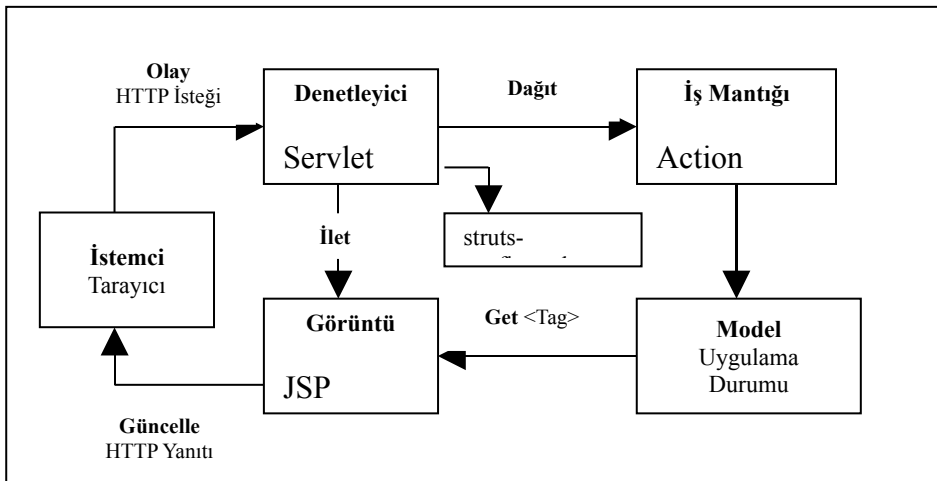 Olay
HTTP İsteği
Denetleyici
Servlet
Dağıt
İş Mantığı
Action
İlet
struts-
İstemci
Tarayıcı
Görüntü
JSP
Get <Tag>
Model
Uygulama
Durumu
Güncelle
HTTP Yanıtı